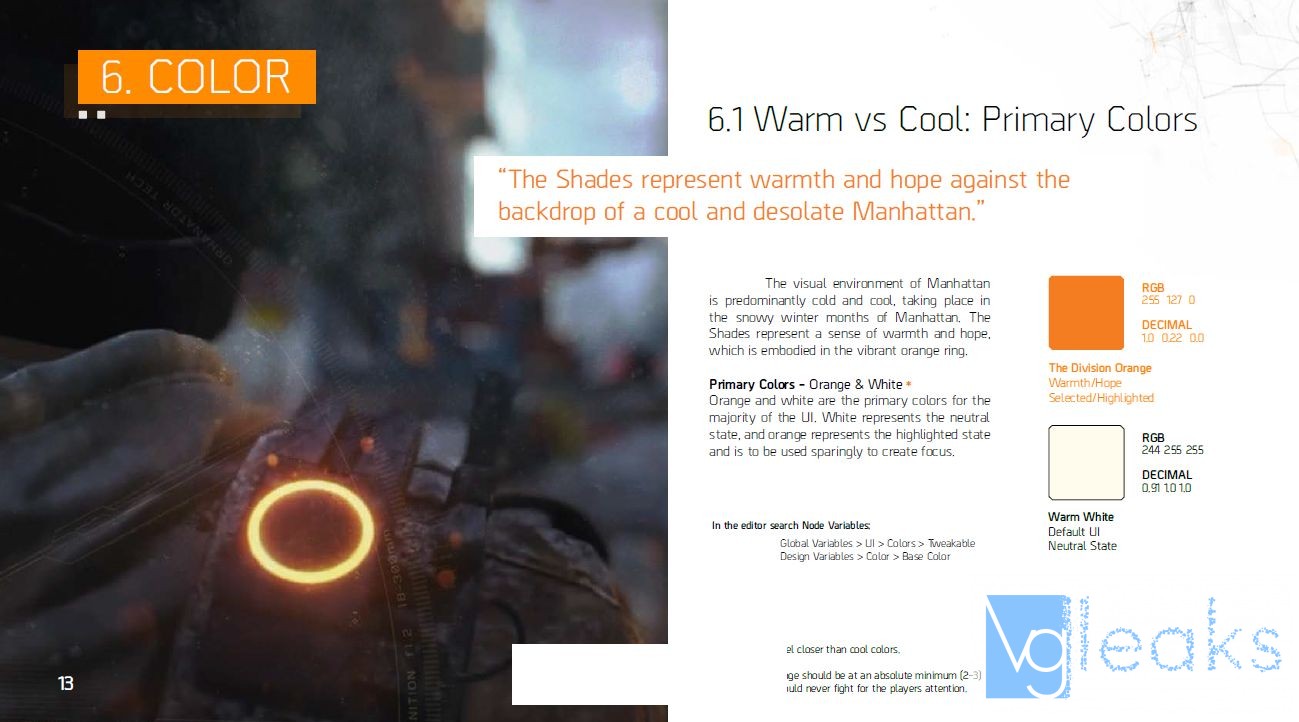 6. COLOR
6.1 Warm vs Cool: Primary Colors
“The Shades represent warmth and hope against the
backdrop of a cool and desolate Manhattan.”
The visual environment of Manhattan
is predominantly cold and cool, taking place in
the snowy winter months of Manhattan. The
Shades represent a sense of warmth and hope,
which is embodied in the vibrant orange ring.
Primary Colors – Orange & White *
Orange and white are the primary colors for the
majority of the UI. White represents the neutral
state, and orange represents the highlighted state
and is to be used sparingly to create focus.
In the editor search Node Variables:
Global Variables > UI > Colors > Tweakable
Design Variables > Color > Base Color
RGB
255 127 0
DECIMAL
1.0 0.22 0.0
The Division Orange
Warmth/Hope
Selected/Highlighted
RGB
244 255 255
DECIMAL
0.91 1.0 1.0
Warm White
Default UI
Neutral State
el closer than cool colors.
ge should be at an absolute minimum (2-3)
uld never fight for the players attention.
Vgleaks
13